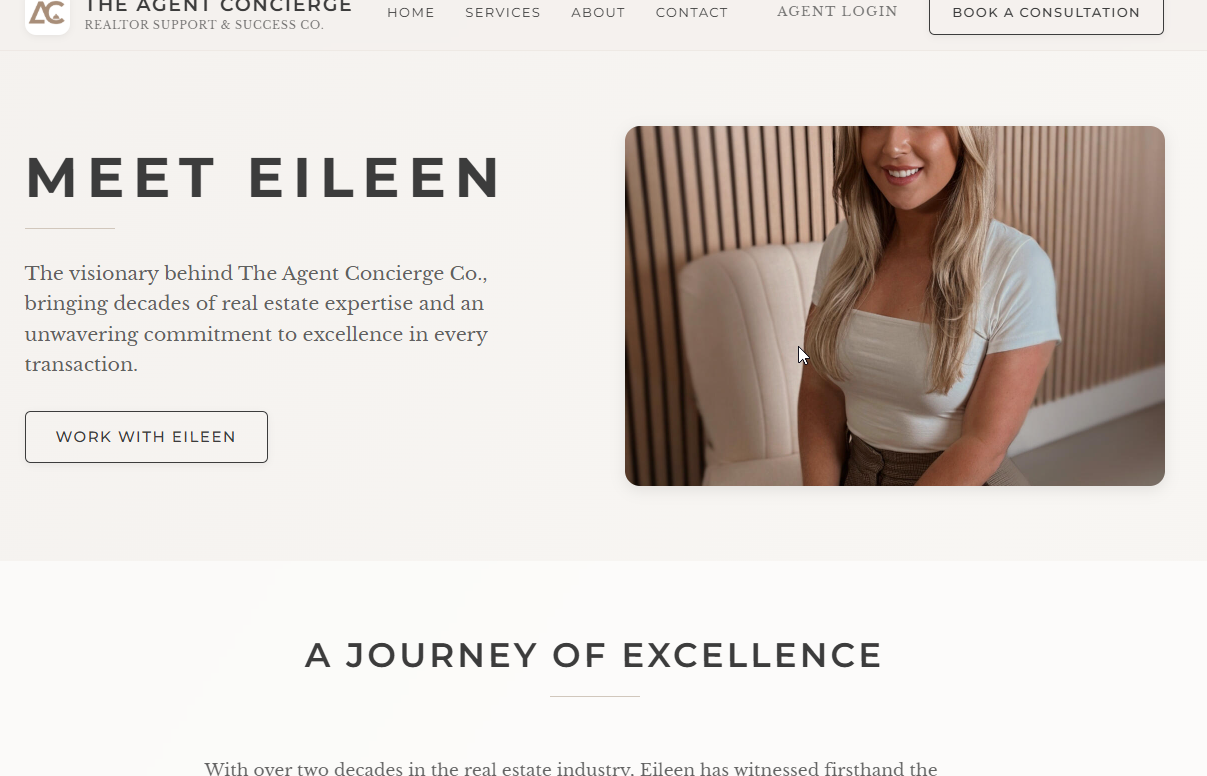 AC
THE AGENT CONCIERGE
REALTOR SUPPORT & SUCCESS CO.
HOME
SERVICES
ABOUT
CONTACT
AGENT LOGIN
BOOK A CONSULTATION
MEET EILEEN
The visionary behind The Agent Concierge Co.,
bringing decades of real estate expertise and an
unwavering commitment to excellence in every
transaction.
WORK WITH EILEEN
A JOURNEY OF EXCELLENCE
With over two decades in the real estate industry, Eileen has witnessed firsthand the